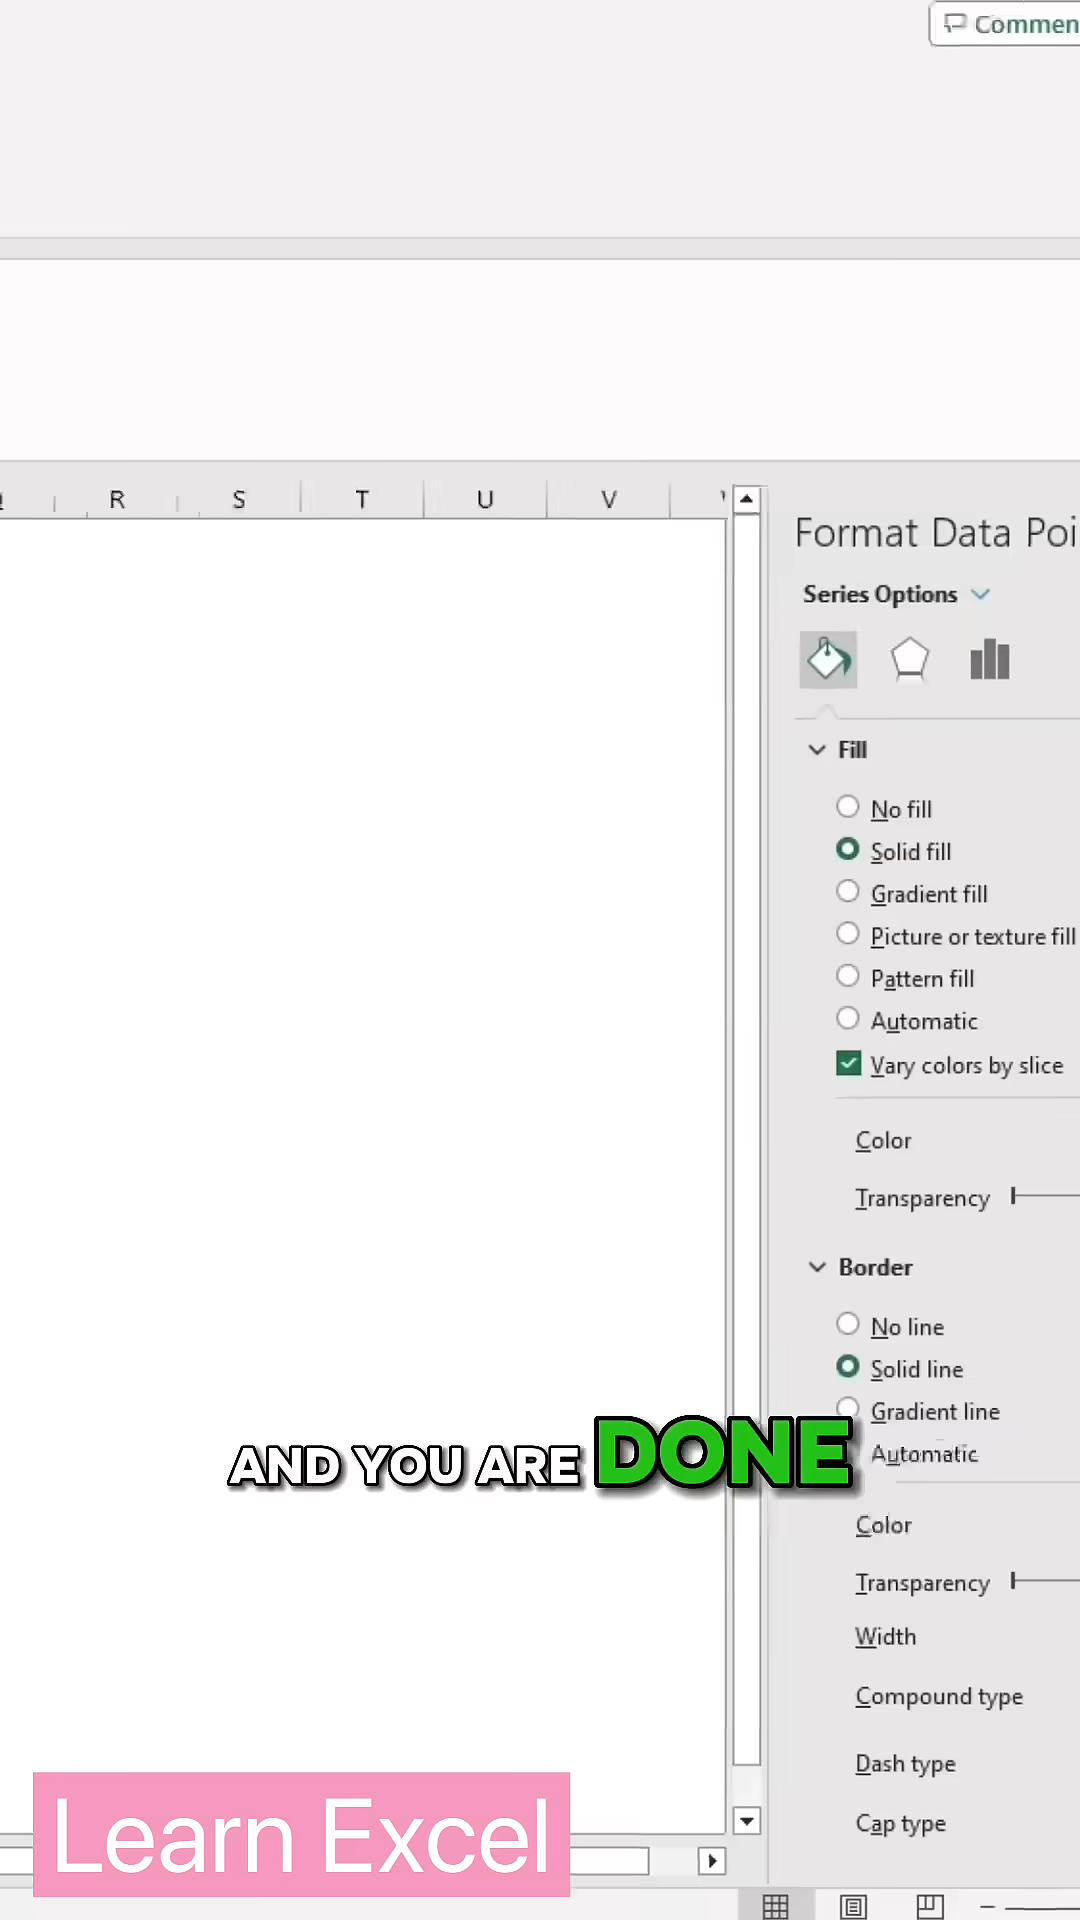 Commen
R S T U V
Format Data Poi
Series Options
Fill
No fill
Solid fill
Gradient fill
Picture or texture fill
Pattern fill
Automatic
Vary colors by slice
Color
Transparency
Border
No line
Solid line
Gradient line
AND YOU ARE DONE
Automatic
Color
Transparency
Width
Compound type
Dash type
Cap type
Learn Excel